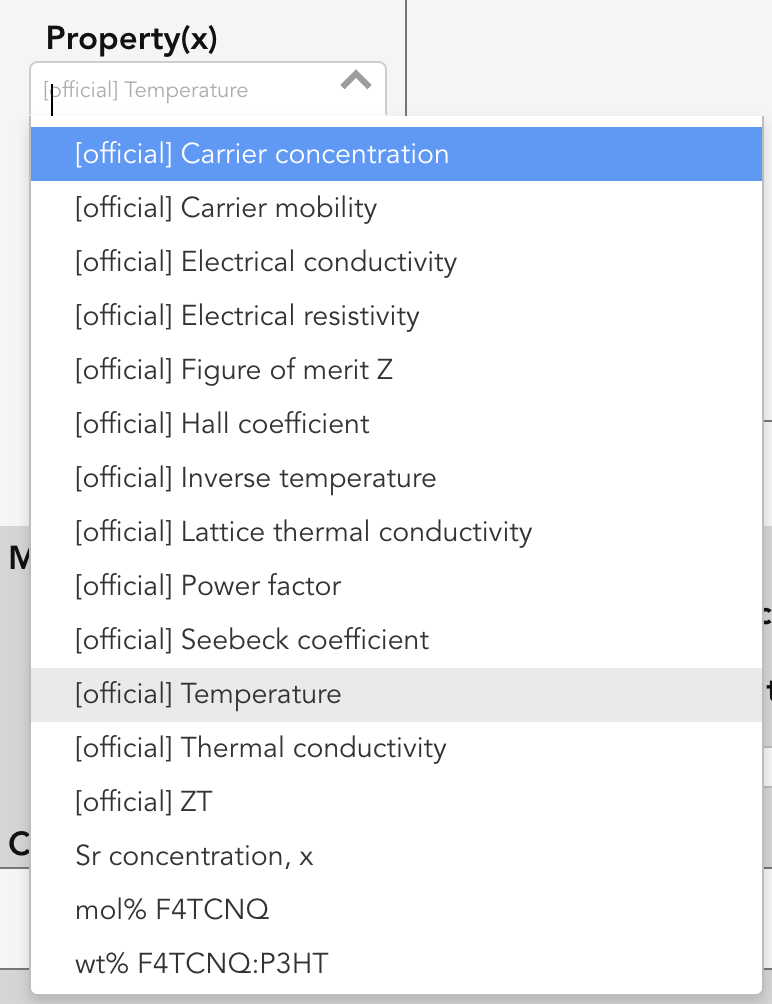 Property(x)
[official] Temperature
[official] Carrier concentration
[official] Carrier mobility
[official] Electrical conductivity
[official] Electrical resistivity
[official] Figure of merit Z
[official] Hall coefficient
[official] Inverse temperature
[official] Lattice thermal conductivity
[official] Power factor
[official] Seebeck coefficient
[official] Temperature
[official] Thermal conductivity
[official] ZT
Sr concentration, x
mol% F4TCNQ
wt% F4TCNQ:P3HT